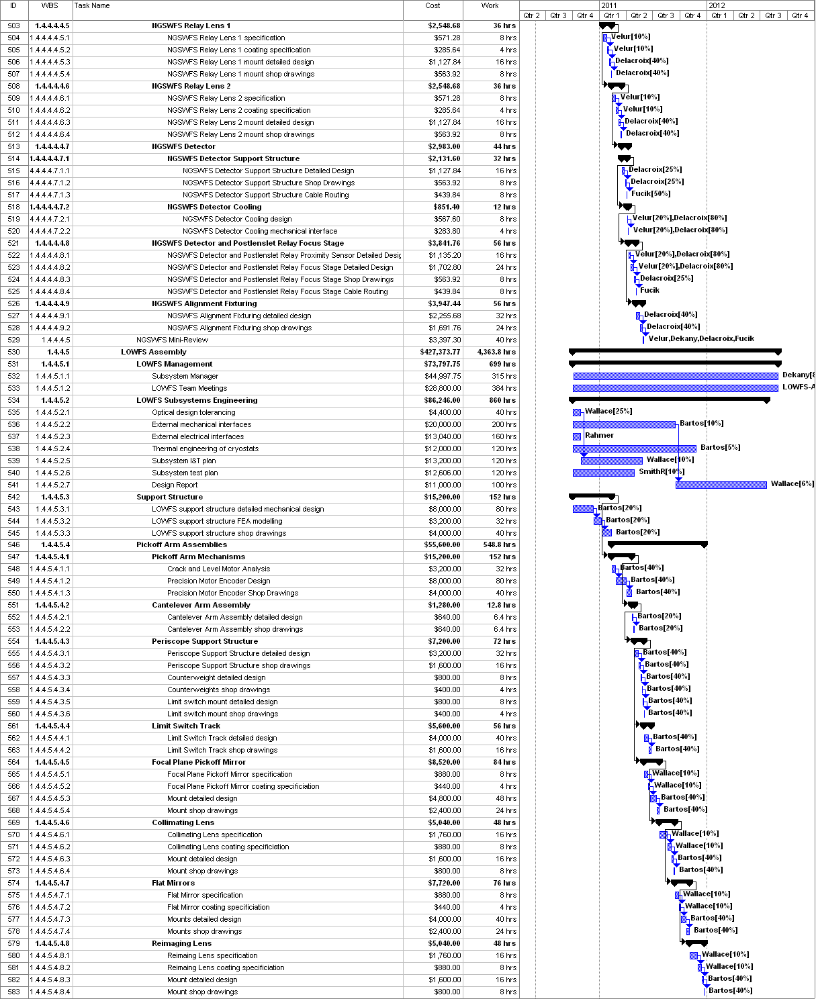 ID WBS Task Name Cost Work 2011 2012
Qtr 2 Qtr 3 Qtr 4 Qtr 1 Qtr 2 Qtr 3 Qtr 4 Qtr 1 Qtr 2 Qtr 3 Qtr 4
503 1.4.4.4.4.5 NGSWFS Relay Lens 1 $2,548.68 36 hrs
504 1.4.4.4.4.5.1 NGSWFS Relay Lens 1 specification $571.28 8 hrs Velur[10%]
505 1.4.4.4.4.5.2 NGSWFS Relay Lens 1 coating specification $285.64 4 hrs Velur[10%]
506 1.4.4.4.4.5.3 NGSWFS Relay Lens 1 mount detailed design $1,127.84 16 hrs Delacroix[40%]
507 1.4.4.4.4.5.4 NGSWFS Relay Lens 1 mount shop drawings $563.92 8 hrs Delacroix[40%]
508 1.4.4.4.4.6 NGSWFS Relay Lens 2 $2,548.68 36 hrs
509 1.4.4.4.4.6.1 NGSWFS Relay Lens 2 specification $571.28 8 hrs Velur[10%]
510 1.4.4.4.4.6.2 NGSWFS Relay Lens 2 coating specification $285.64 4 hrs Velur[10%]
511 1.4.4.4.4.6.3 NGSWFS Relay Lens 2 mount detailed design $1,127.84 16 hrs Delacroix[40%]
512 1.4.4.4.4.6.4 NGSWFS Relay Lens 2 mount shop drawings $563.92 8 hrs Delacroix[40%]
513 1.4.4.4.4.7 NGSWFS Detector $2,983.00 44 hrs
514 1.4.4.4.4.7.1 NGSWFS Detector Support Structure $2,131.60 32 hrs
515 1.4.4.4.4.7.1.1 NGSWFS Detector Support Structure Detailed Design $1,127.84 16 hrs Delacroix[25%]
516 1.4.4.4.4.7.1.2 NGSWFS Detector Support Structure Shop Drawings $563.92 8 hrs Delacroix[25%]
517 1.4.4.4.4.7.1.3 NGSWFS Detector Support Structure Cable Routing $439.84 8 hrs Fucik[50%]
518 1.4.4.4.4.7.2 NGSWFS Detector Cooling $851.40 12 hrs
519 4.4.4.4.7.2.1 NGSWFS Detector Cooling design $567.60 8 hrs Velur[20%],Delacroix[80%]
520 4.4.4.4.7.2.2 NGSWFS Detector Cooling mechanical interface $283.80 4 hrs Velur[20%],Delacroix[80%]
521 1.4.4.4.4.8 NGSWFS Detector and Postlenslet Relay Focus Stage $3,841.76 56 hrs
522 1.4.4.4.4.8.1 NGSWFS Detector and Postlenslet Relay Proximity Sensor Detailed Desig $1,135.20 16 hrs Velur[20%],Delacroix[80%]
523 1.4.4.4.4.8.2 NGSWFS Detector and Postlenslet Relay Focus Stage Detailed Design $1,702.80 24 hrs Velur[20%],Delacroix[80%]
524 1.4.4.4.4.8.3 NGSWFS Detector and Postlenslet Relay Focus Stage Shop Drawings $563.92 8 hrs Delacroix[25%]
525 1.4.4.4.4.8.4 NGSWFS Detector and Postlenslet Relay Focus Stage Cable Routing $439.84 8 hrs Fucik
526 1.4.4.4.4.9 NGSWFS Alignment Fixturing $3,947.44 56 hrs
527 1.4.4.4.4.9.1 NGSWFS Alignment Fixturing detailed design $2,255.68 32 hrs Delacroix[40%]
528 1.4.4.4.4.9.2 NGSWFS Alignment Fixturing shop drawings $1,691.76 24 hrs Delacroix[40%]
529 1.4.4.4.5 NGSWFS Mini-Review $3,397.30 40 hrs Velur,Dekany,Delacroix,Fucik
530 1.4.4.5 LOWFS Assembly $427,373.77 4,363.8 hrs
531 1.4.4.5.1 LOWFS Management $73,797.75 699 hrs
532 1.4.4.5.1.1 Subsystem Manager $44,997.75 315 hrs Dekany[8
533 1.4.4.5.1.2 LOWFS Team Meetings $28,800.00 384 hrs LOWFS-A
534 1.4.4.5.2 LOWFS Subsystems Engineering $86,246.00 860 hrs
535 1.4.4.5.2.1 Optical design tolerancing $4,400.00 40 hrs Wallace[25%]
536 1.4.4.5.2.2 External mechanical interfaces $20,000.00 200 hrs Bartos[10%]
537 1.4.4.5.2.3 External electrical interfaces $13,040.00 160 hrs Rahmer
538 1.4.4.5.2.4 Thermal engineering of cryostats $12,000.00 120 hrs Bartos[5%]
539 1.4.4.5.2.5 Subsystem I&T plan $13,200.00 120 hrs Wallace[10%]
540 1.4.4.5.2.6 Subsystem test plan $12,606.00 120 hrs SmithR[10%]
541 1.4.4.5.2.7 Design Report $11,000.00 100 hrs Wallace[6%]
542 1.4.4.5.3 Support Structure $15,200.00 152 hrs
543 1.4.4.5.3.1 LOWFS support structure detailed mechanical design $8,000.00 80 hrs Bartos[20%]
544 1.4.4.5.3.2 LOWFS support structure FEA modelling $3,200.00 32 hrs Bartos[20%]
545 1.4.4.5.3.3 LOWFS support structure shop drawings $4,000.00 40 hrs Bartos[20%]
546 1.4.4.5.4 Pickoff Arm Assemblies $55,600.00 548.8 hrs
547 1.4.4.5.4.1 Pickoff Arm Mechanisms $15,200.00 152 hrs
548 1.4.4.5.4.1.1 Crack and Level Motor Analysis $3,200.00 32 hrs Bartos[40%]
549 1.4.4.5.4.1.2 Precision Motor Encoder Design $8,000.00 80 hrs Bartos[40%]
550 1.4.4.5.4.1.3 Precision Motor Encoder Shop Drawings $4,000.00 40 hrs Bartos[40%]
551 1.4.4.5.4.2 Cantelever Arm Assembly $1,280.00 12.8 hrs
552 1.4.4.5.4.2.1 Cantelever Arm Assembly detailed design $640.00 6.4 hrs Bartos[20%]
553 1.4.4.5.4.2.2 Cantelever Arm Assembly shop drawings $640.00 6.4 hrs Bartos[20%]
554 1.4.4.5.4.3 Periscope Support Structure $7,200.00 72 hrs
555 1.4.4.5.4.3.1 Periscope Support Structure detailed design $3,200.00 32 hrs Bartos[40%]
556 1.4.4.5.4.3.2 Periscope Support Structure shop drawings $1,600.00 16 hrs Bartos[40%]
557 1.4.4.5.4.3.3 Counterweight detailed design $800.00 8 hrs Bartos[40%]
558 1.4.4.5.4.3.4 Counterweights shop drawings $400.00 4 hrs Bartos[40%]
559 1.4.4.5.4.3.5 Limit switch mount detailed design $800.00 8 hrs Bartos[40%]
560 1.4.4.5.4.3.6 Limit switch mount shop drawings $400.00 4 hrs Bartos[40%]
561 1.4.4.5.4.4 Limit Switch Track $5,600.00 56 hrs
562 1.4.4.5.4.4.1 Limit Switch Track detailed design $4,000.00 40 hrs Bartos[40%]
563 1.4.4.5.4.4.2 Limit Switch Track shop drawings $1,600.00 16 hrs Bartos[40%]
564 1.4.4.5.4.5 Focal Plane Pickoff Mirror $8,520.00 84 hrs
565 1.4.4.5.4.5.1 Focal Plane Pickoff Mirror specification $880.00 8 hrs Wallace[10%]
566 1.4.4.5.4.5.2 Focal Plane Pickoff Mirror coating specificiation $440.00 4 hrs Wallace[10%]
567 1.4.4.5.4.5.3 Mount detailed design $4,800.00 48 hrs Bartos[40%]
568 1.4.4.5.4.5.4 Mount shop drawings $2,400.00 24 hrs Bartos[40%]
569 1.4.4.5.4.6 Collimating Lens $5,040.00 48 hrs
570 1.4.4.5.4.6.1 Collimating Lens specification $1,760.00 16 hrs Wallace[10%]
571 1.4.4.5.4.6.2 Collimating Lens coating specificiation $880.00 8 hrs Wallace[10%]
572 1.4.4.5.4.6.3 Mount detailed design $1,600.00 16 hrs Bartos[40%]
573 1.4.4.5.4.6.4 Mount shop drawings $800.00 8 hrs Bartos[40%]
574 1.4.4.5.4.7 Flat Mirrors $7,720.00 76 hrs
575 1.4.4.5.4.7.1 Flat Mirror specification $880.00 8 hrs Wallace[10%]
576 1.4.4.5.4.7.2 Flat Mirror coating specificiation $440.00 4 hrs Wallace[10%]
577 1.4.4.5.4.7.3 Mounts detailed design $4,000.00 40 hrs Bartos[40%]
578 1.4.4.5.4.7.4 Mounts shop drawings $2,400.00 24 hrs Bartos[40%]
579 1.4.4.5.4.8 Reimaging Lens $5,040.00 48 hrs
580 1.4.4.5.4.8.1 Reimaing Lens specification $1,760.00 16 hrs Wallace[10%]
581 1.4.4.5.4.8.2 Reimaing Lens coating specificiation $880.00 8 hrs Wallace[10%]
582 1.4.4.5.4.8.3 Mount detailed design $1,600.00 16 hrs Bartos[40%]
583 1.4.4.5.4.8.4 Mount shop drawings $800.00 8 hrs Bartos[40%]